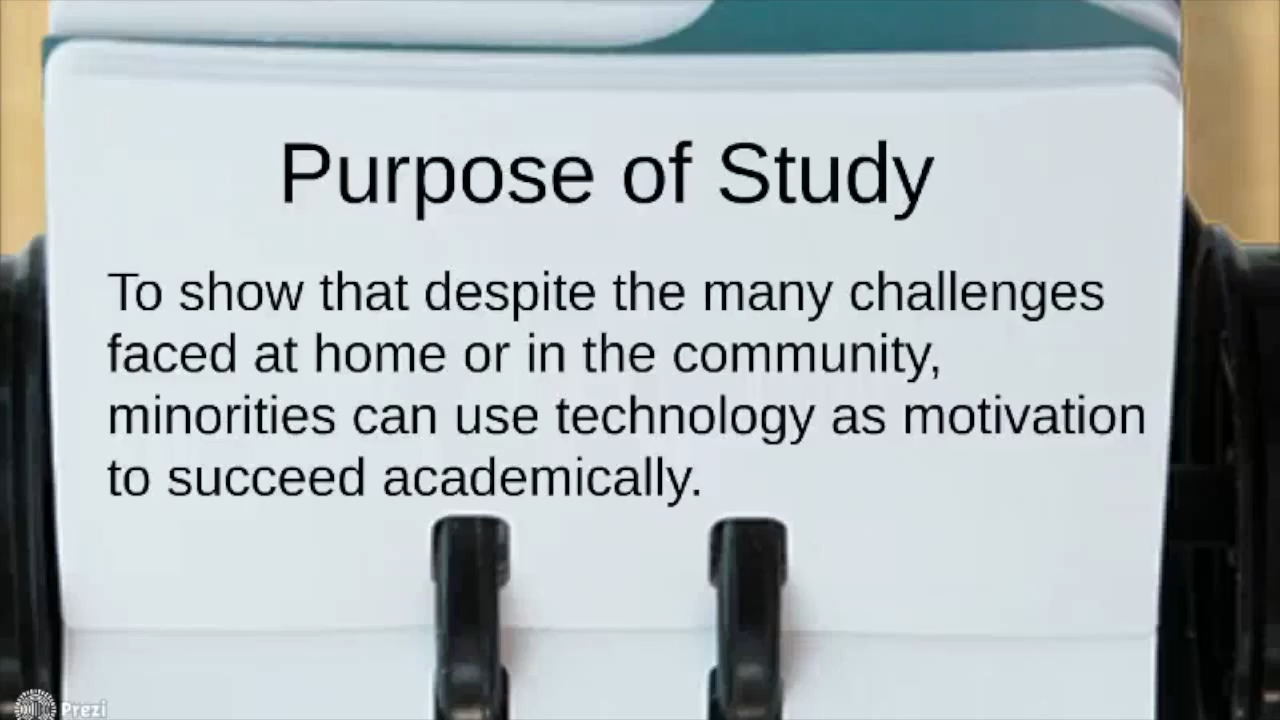 Purpose of Study
To show that despite the many challenges
faced at home or in the community,
minorities can use technology as motivation
to succeed academically.
Prezi